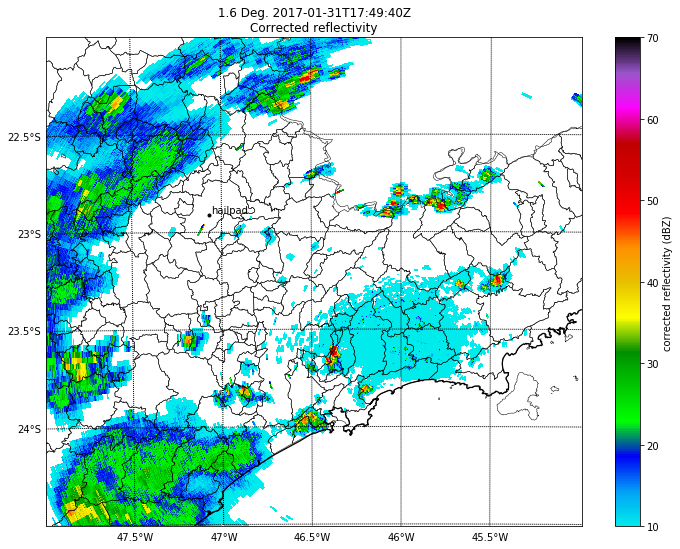 1.6 Deg. 2017-01-31T17:49:40Z
Corrected reflectivity
70
60
50
40
30
20
10
corrected reflectivity (dBZ)
22.5°S
23°S
23.5°S
24°S
hailpad
47.5°W
47°W
46.5°W
46°W
45.5°W